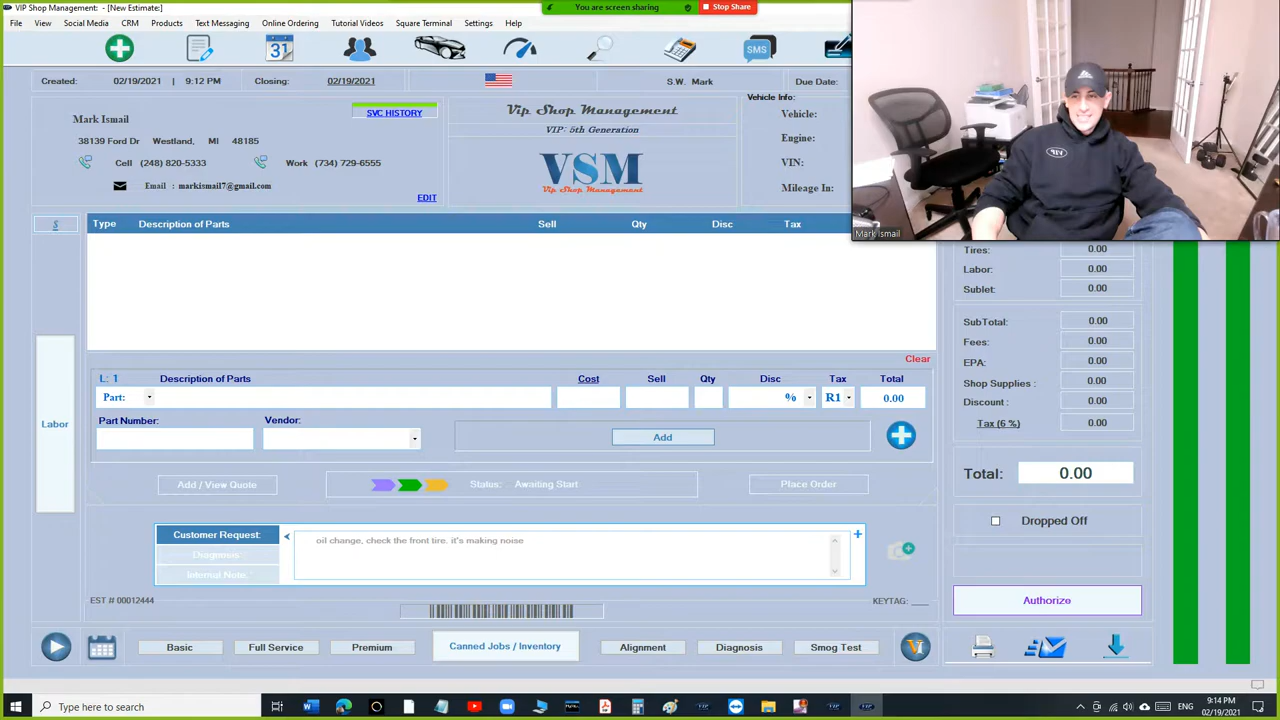 VIP Shop Management: - [New Estimate:]
You are screen sharing
Stop Share
File View Social Media CRM Products Text Messaging Online Ordering Tutorial Videos Square Terminal Settings Help
31
SMS
Created: 02/19/2021 | 9:12 PM Closing: 02/19/2021 S.W. Mark Due Date:
Mark Ismail
SVC HISTORY
38139 Ford Dr Westland, MI 48185
Cell (248) 820-5333 Work (734) 729-6555
Email : markismail7@gmail.com
EDIT
Vip Shop Management
VIP: 5th Generation
VSM
Vip Shop Management
Vehicle Info:
Vehicle:
Engine:
VIN:
Mileage In:
VIP
Mark Ismail
S Type Description of Parts Sell Qty Disc Tax
Labor
Clear
L: 1 Description of Parts Cost Sell Qty Disc Tax Total
Part: % R1 0.00
Part Number: Vendor:
Add
Add / View Quote
Status: Awaiting Start
Place Order
Customer Request: < oil change, check the front tire. it's making noise +
Diagnosis:
Internal Note:
EST # 00012444
KEYTAG: ___
Basic Full Service Premium Canned Jobs / Inventory Alignment Diagnosis Smog Test
Tires: 0.00
Labor: 0.00
Sublet: 0.00
SubTotal: 0.00
Fees: 0.00
EPA: 0.00
Shop Supplies : 0.00
Discount : 0.00
Tax (6 %) 0.00
Total: 0.00
Dropped Off
Authorize
Type here to search
ENG
9:14 PM
02/19/2021